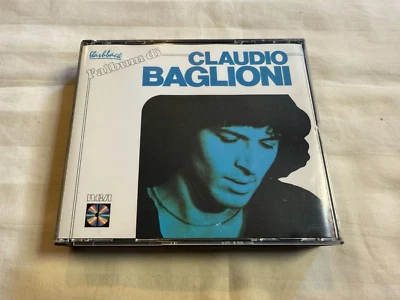 flashback
l'album di
CLAUDIO
BAGLIONI
RCA